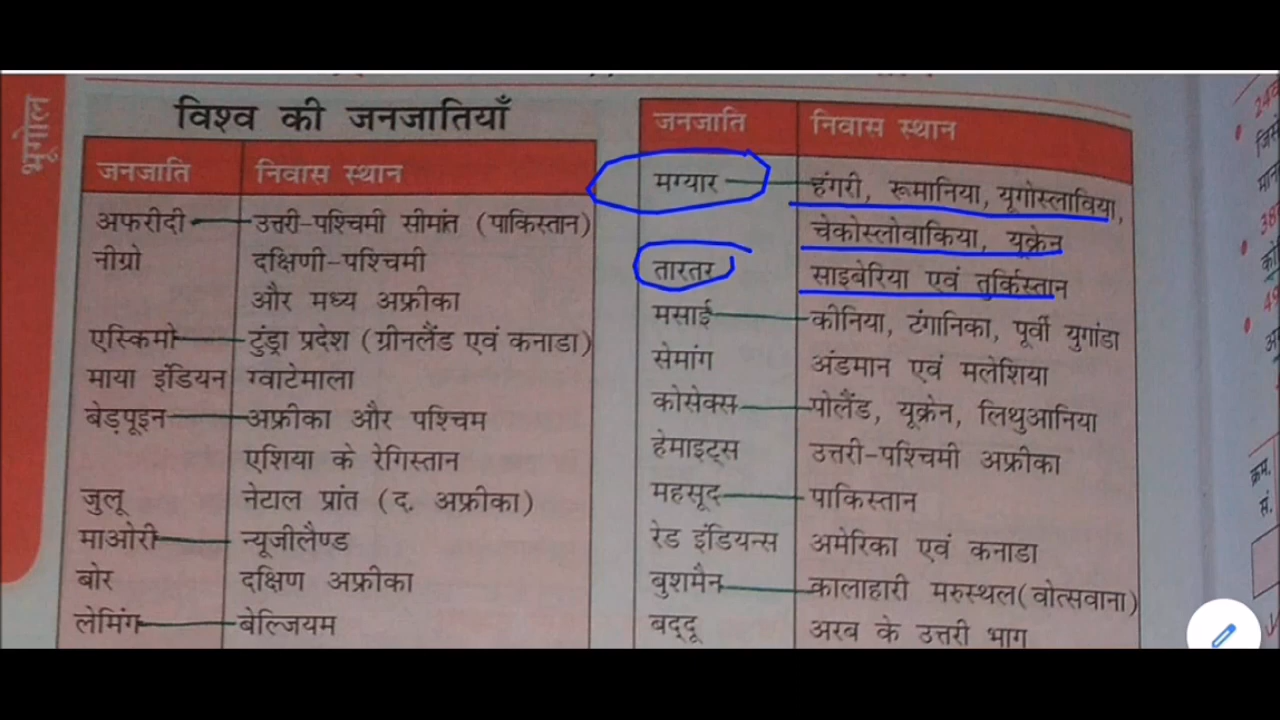 भूगोल
विश्व की जनजातियाँ
जनजाति निवास स्थान
अफरीदी उत्तरी-पश्चिमी सीमांत (पाकिस्तान)
नीग्रो दक्षिणी-पश्चिमी
और मध्य अफ्रीका
एस्किमो टुंड्रा प्रदेश (ग्रीनलैंड एवं कनाडा)
माया इंडियन ग्वाटेमाला
बेड़पूइन अफ्रीका और पश्चिम
एशिया के रेगिस्तान
जुलू नेटाल प्रांत (द. अफ्रीका)
माओरी न्यूजीलैण्ड
बोर दक्षिण अफ्रीका
लेमिंग बेल्जियम
जनजाति निवास स्थान
मग्यार हंगरी, रूमानिया, यूगोस्लाविया,
चेकोस्लोवाकिया, यूक्रेन
तारतर साइबेरिया एवं तुर्किस्तान
मसाई कीनिया, टंगानिका, पूर्वी युगांडा
सेमांग अंडमान एवं मलेशिया
कोसेक्स पोलैंड, यूक्रेन, लिथुआनिया
हेमाइट्स उत्तरी-पश्चिमी अफ्रीका
महसूद पाकिस्तान
रेड इंडियन्स अमेरिका एवं कनाडा
बुशमैन कालाहारी मरुस्थल(वोत्सवाना)
बद्दू अरब के उत्तरी भाग
क्रम.
सं.